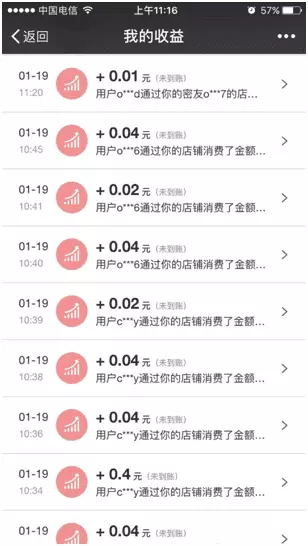 中国电信 上午11:16 57%
返回 我的收益
01-19 + 0.01 元 (未到账)
11:20 用户o***d通过你的密友o***7的店…
01-19 + 0.04 元 (未到账)
10:45 用户o***6通过你的店铺消费了金额…
01-19 + 0.02 元 (未到账)
10:41 用户o***6通过你的店铺消费了金额…
01-19 + 0.04 元 (未到账)
10:40 用户o***6通过你的店铺消费了金额…
01-19 + 0.02 元 (未到账)
10:39 用户c***y通过你的店铺消费了金额…
01-19 + 0.04 元 (未到账)
10:38 用户c***y通过你的店铺消费了金额…
01-19 + 0.04 元 (未到账)
10:36 用户c***y通过你的店铺消费了金额…
01-19 + 0.4 元 (未到账)
10:34 用户c***y通过你的店铺消费了金额…
01-19 + 0.04 元 (未到账)